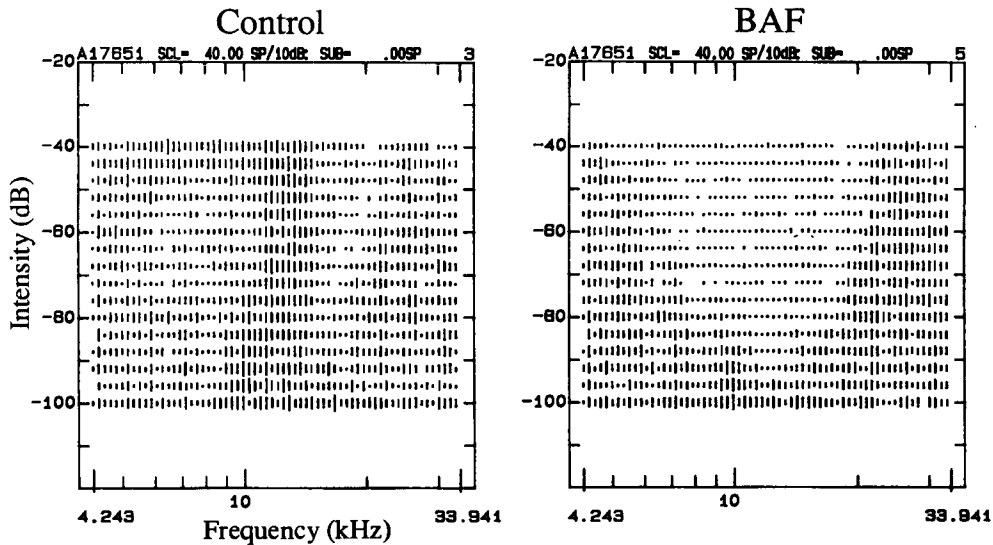 Control
A17651 SCL= 40.00 SP/10dB: SUB= .00SP 3
-20
-40
-60
-80
-100
Intensity (dB)
10
4.243
33.941
Frequency (kHz)
BAF
A17651 SCL= 40.00 SP/10dB: SUB= .00SP 5
-20
-40
-60
-80
-100
10
4.243
33.941